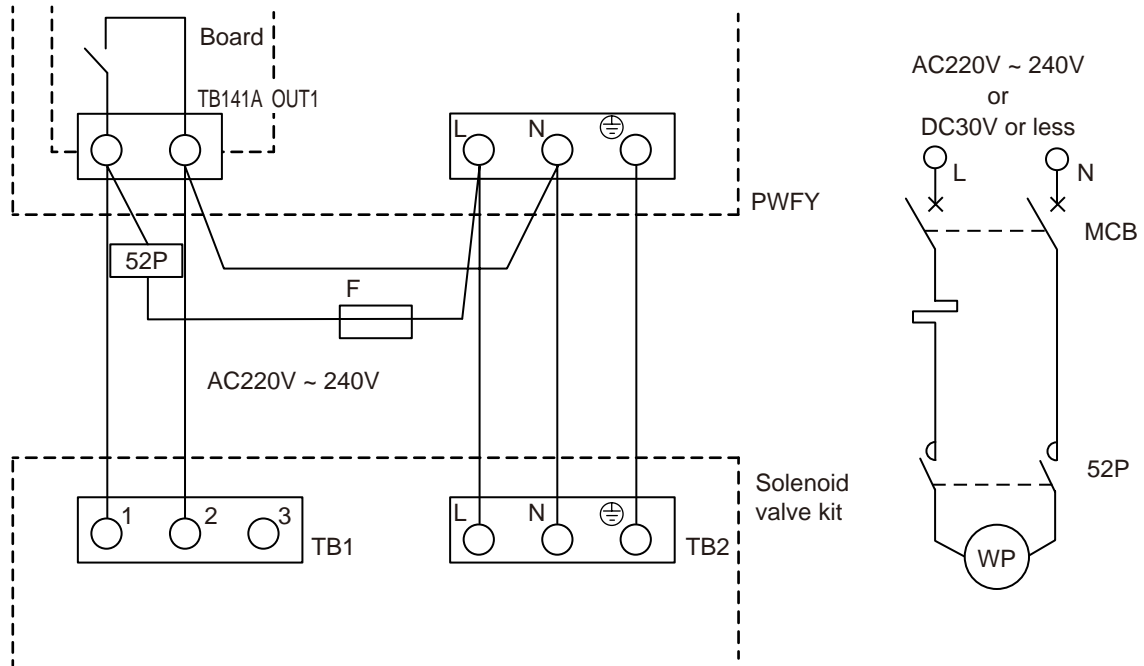 Board
TB141A OUT1
L
N
PWFY
52P
F
AC220V ~ 240V
Solenoid
valve kit
1
2
3
TB1
L
N
TB2
AC220V ~ 240V
or
DC30V or less
L
N
MCB
52P
WP